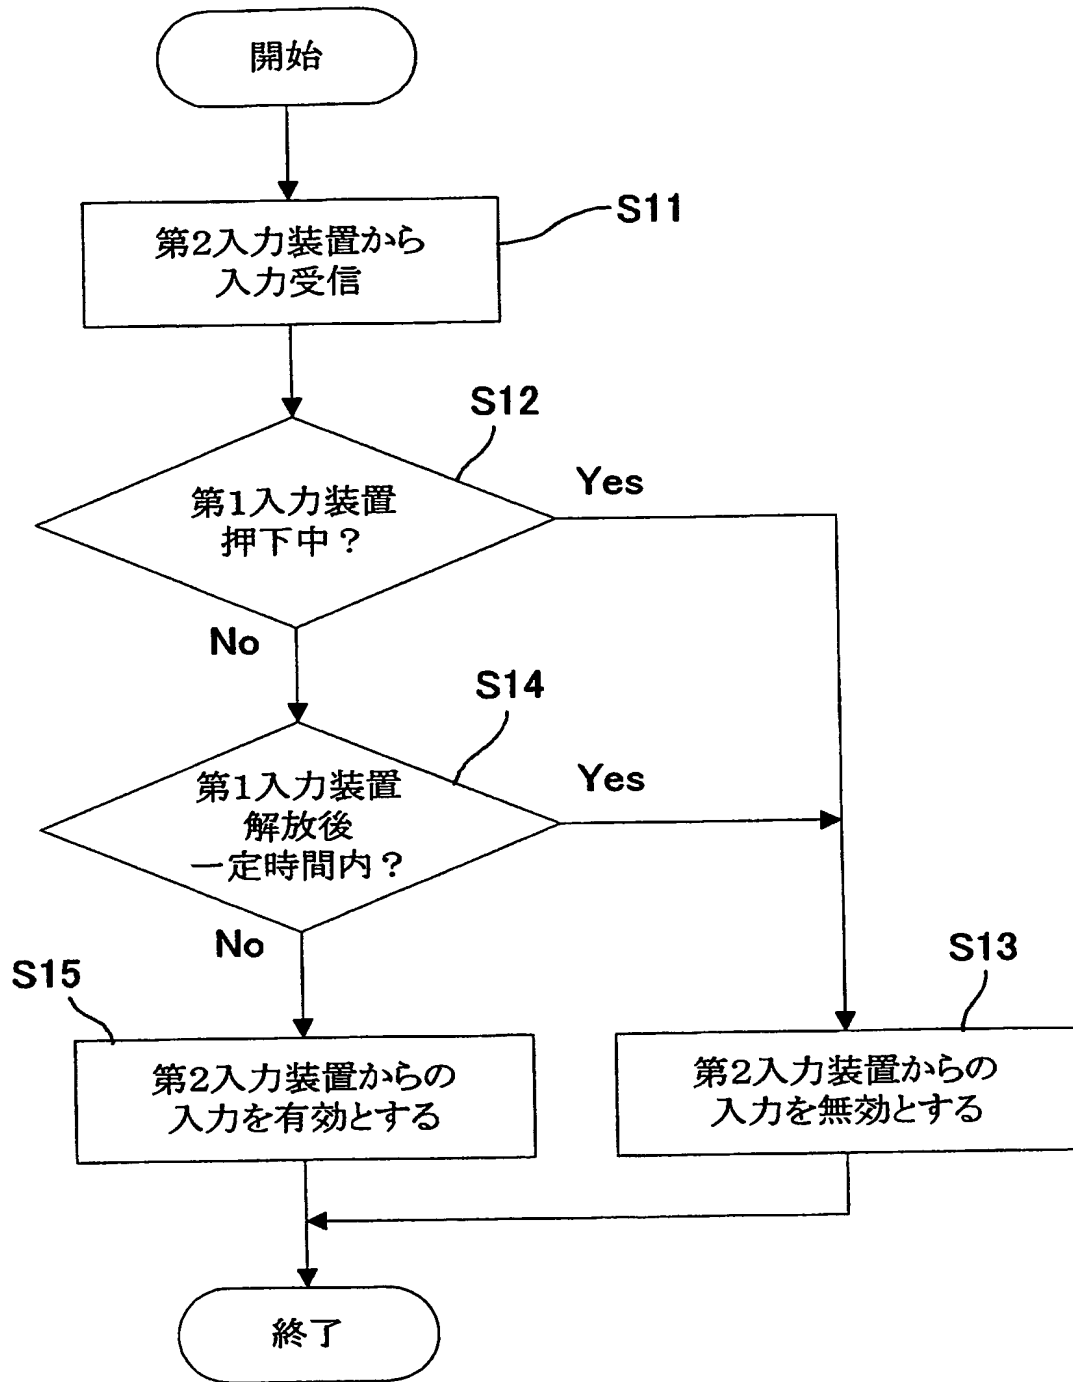 開始
第2入力装置から
入力受信
S11
S12
第1入力装置
押下中？
Yes
No
S14
第1入力装置
解放後
一定時間内？
Yes
No
S15
第2入力装置からの
入力を有効とする
S13
第2入力装置からの
入力を無効とする
終了